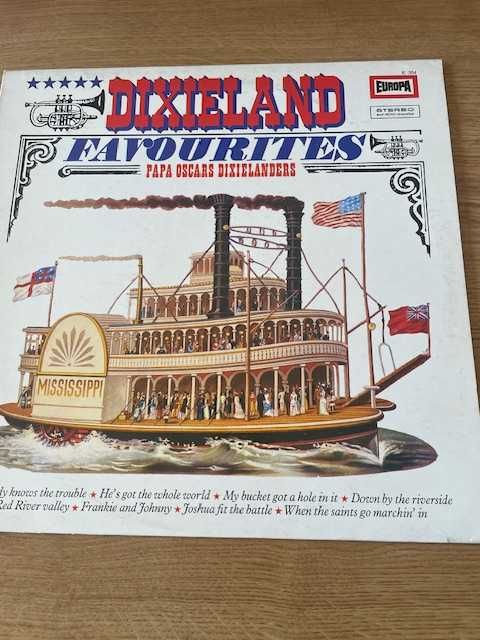 ★★★★★ DIXIELAND
FAVOURITES
PAPA OSCARS DIXIELANDERS
EUROPA
STEREO
MISSISSIPPI
knows the trouble ★ He's got the whole world ★ My bucket got a hole in it ★ Down by the riverside
Red River valley ★ Frankie and Johnny ★ Joshua fit the battle ★ When the saints go marchin' in